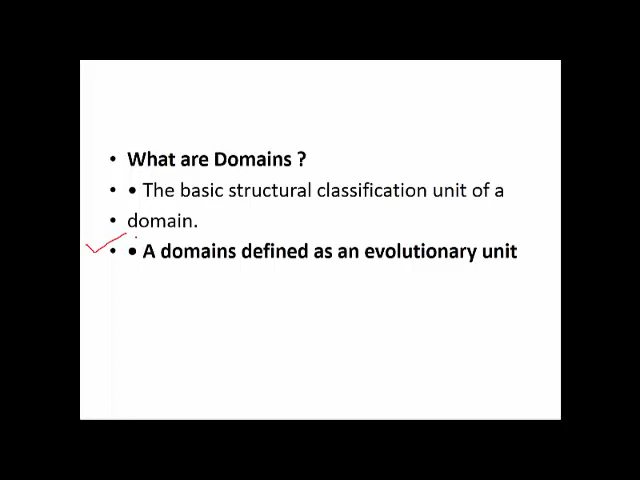 • What are Domains ?
• • The basic structural classification unit of a
• domain.
• • A domains defined as an evolutionary unit